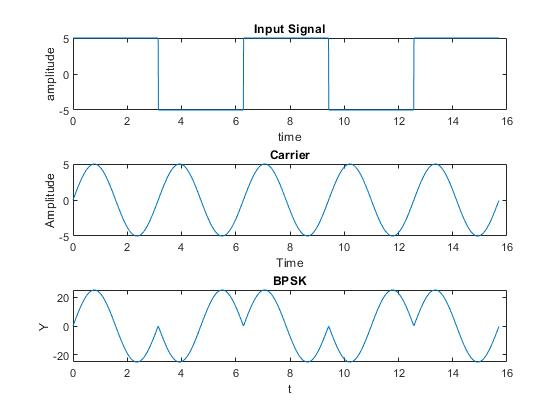 Input Signal
5
0
-5
amplitude
0 2 4 6 8 10 12 14 16
time
Carrier
5
0
-5
Amplitude
0 2 4 6 8 10 12 14 16
Time
BPSK
20
0
-20
Y
0 2 4 6 8 10 12 14 16
t